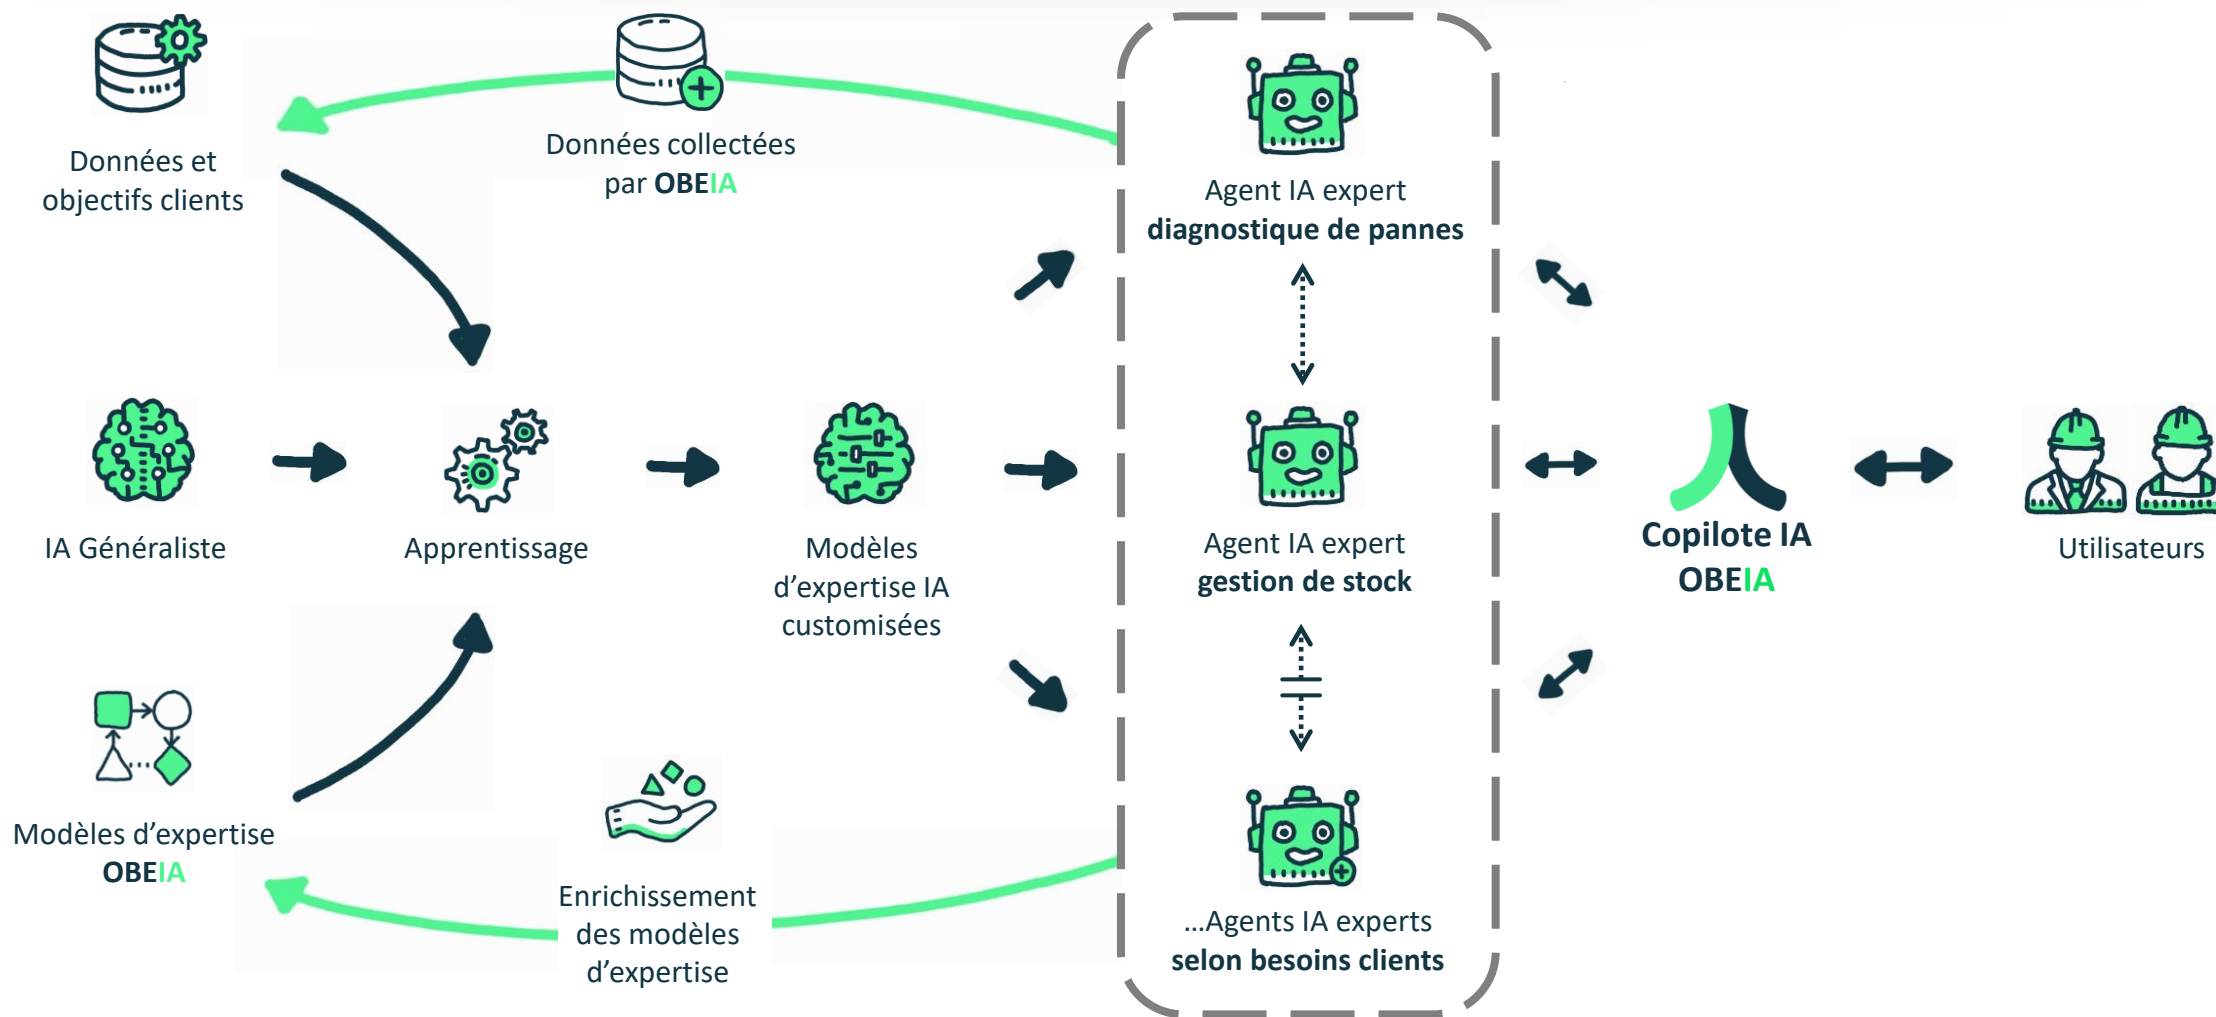 Données et
objectifs clients
Données collectées
par OBEIA
Agent IA expert
diagnostique de pannes
IA Généraliste
Apprentissage
Modèles
d'expertise IA
customisées
Agent IA expert
gestion de stock
Copilote IA
OBEIA
Utilisateurs
Modèles d'expertise
OBEIA
Enrichissement
des modèles
d'expertise
...Agents IA experts
selon besoins clients